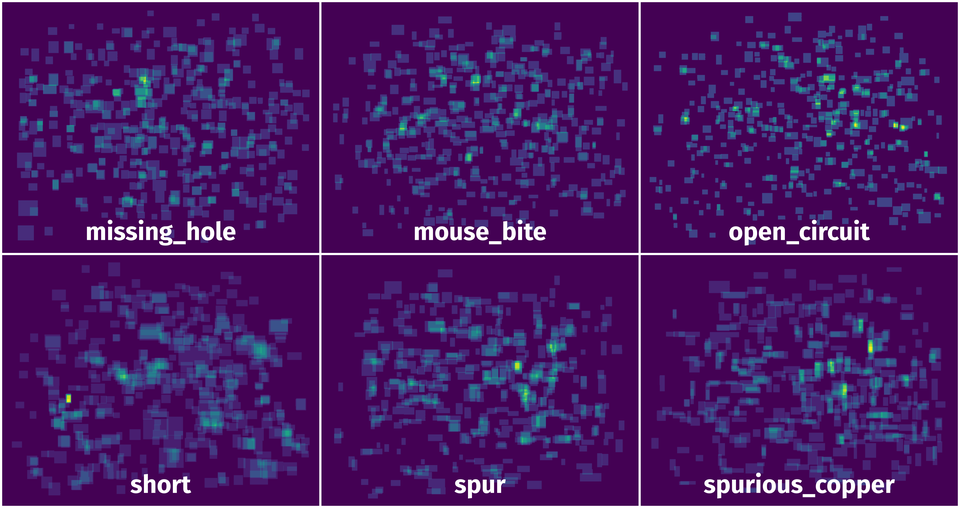 missing_hole
mouse_bite
open_circuit
short
spur
spurious_copper